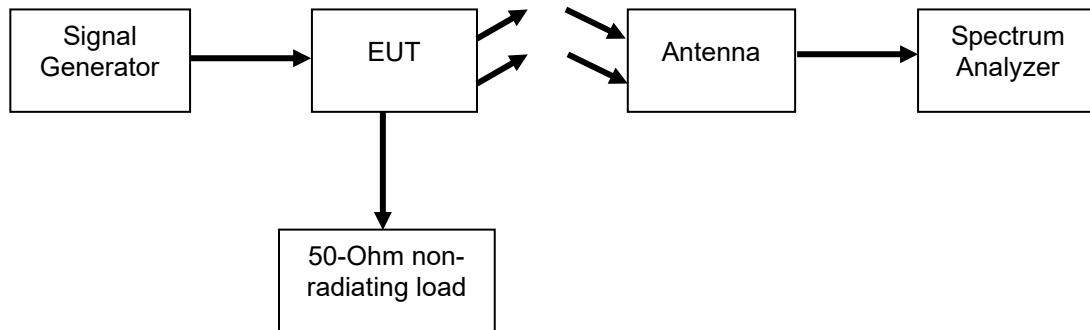 Signal
Generator
EUT
Antenna
Spectrum
Analyzer
50-Ohm non-
radiating load